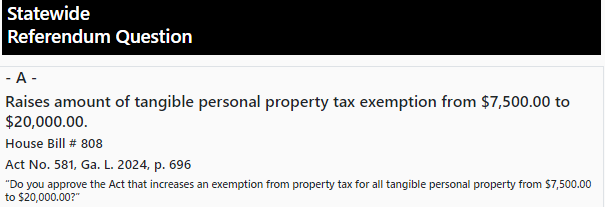 Statewide
Referendum Question
- A -
Raises amount of tangible personal property tax exemption from $7,500.00 to
$20,000.00.
House Bill # 808
Act No. 581, Ga. L. 2024, p. 696
"Do you approve the Act that increases an exemption from property tax for all tangible personal property from $7,500.00
to $20,000.00?"